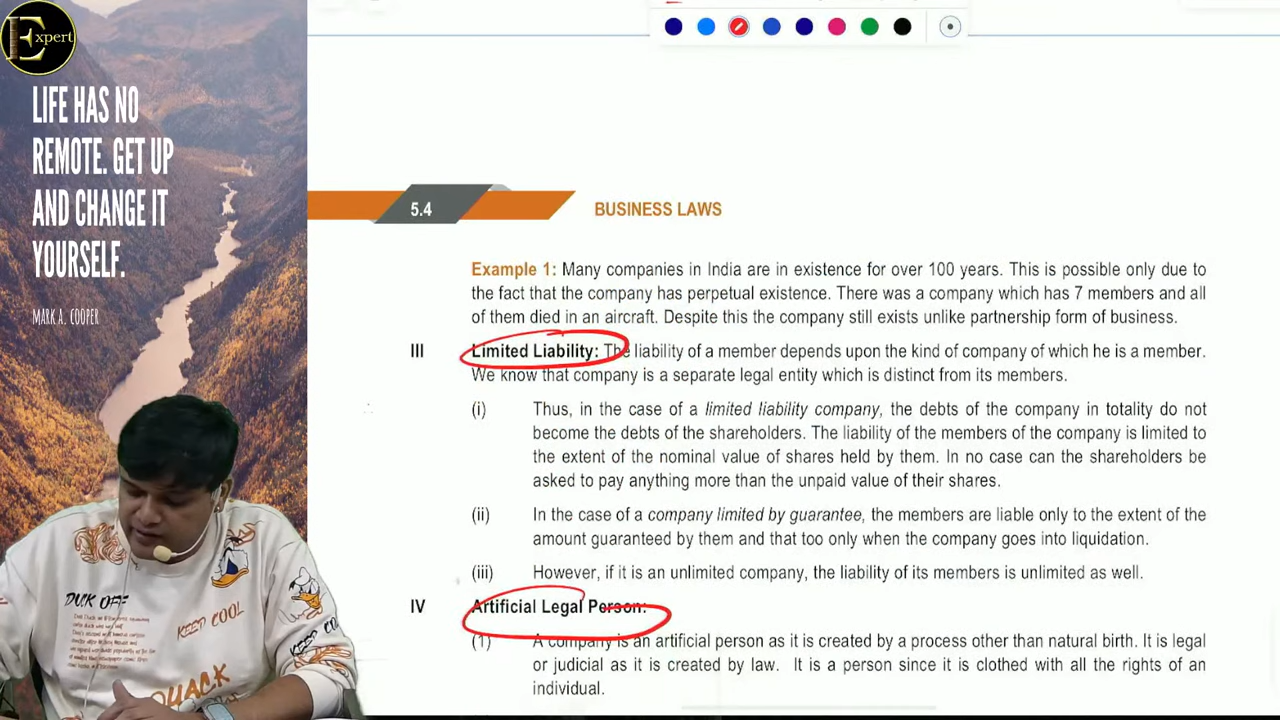 Expert
LIFE HAS NO
REMOTE. GET UP
AND CHANGE IT
YOURSELF.
MARK A. COOPER
5.4
BUSINESS LAWS
Example 1: Many companies in India are in existence for over 100 years. This is possible only due to
the fact that the company has perpetual existence. There was a company which has 7 members and all
of them died in an aircraft. Despite this the company still exists unlike partnership form of business.
III Limited Liability: The liability of a member depends upon the kind of company of which he is a member.
We know that company is a separate legal entity which is distinct from its members.
(i) Thus, in the case of a limited liability company, the debts of the company in totality do not
become the debts of the shareholders. The liability of the members of the company is limited to
the extent of the nominal value of shares held by them. In no case can the shareholders be
asked to pay anything more than the unpaid value of their shares.
(ii) In the case of a company limited by guarantee, the members are liable only to the extent of the
amount guaranteed by them and that too only when the company goes into liquidation.
(iii) However, if it is an unlimited company, the liability of its members is unlimited as well.
IV Artificial Legal Person:
(1) A company is an artificial person as it is created by a process other than natural birth. It is legal
or judicial as it is created by law. It is a person since it is clothed with all the rights of an
individual.
DUCK OFF
KEEP COOL
KEEP COOL
QUACK